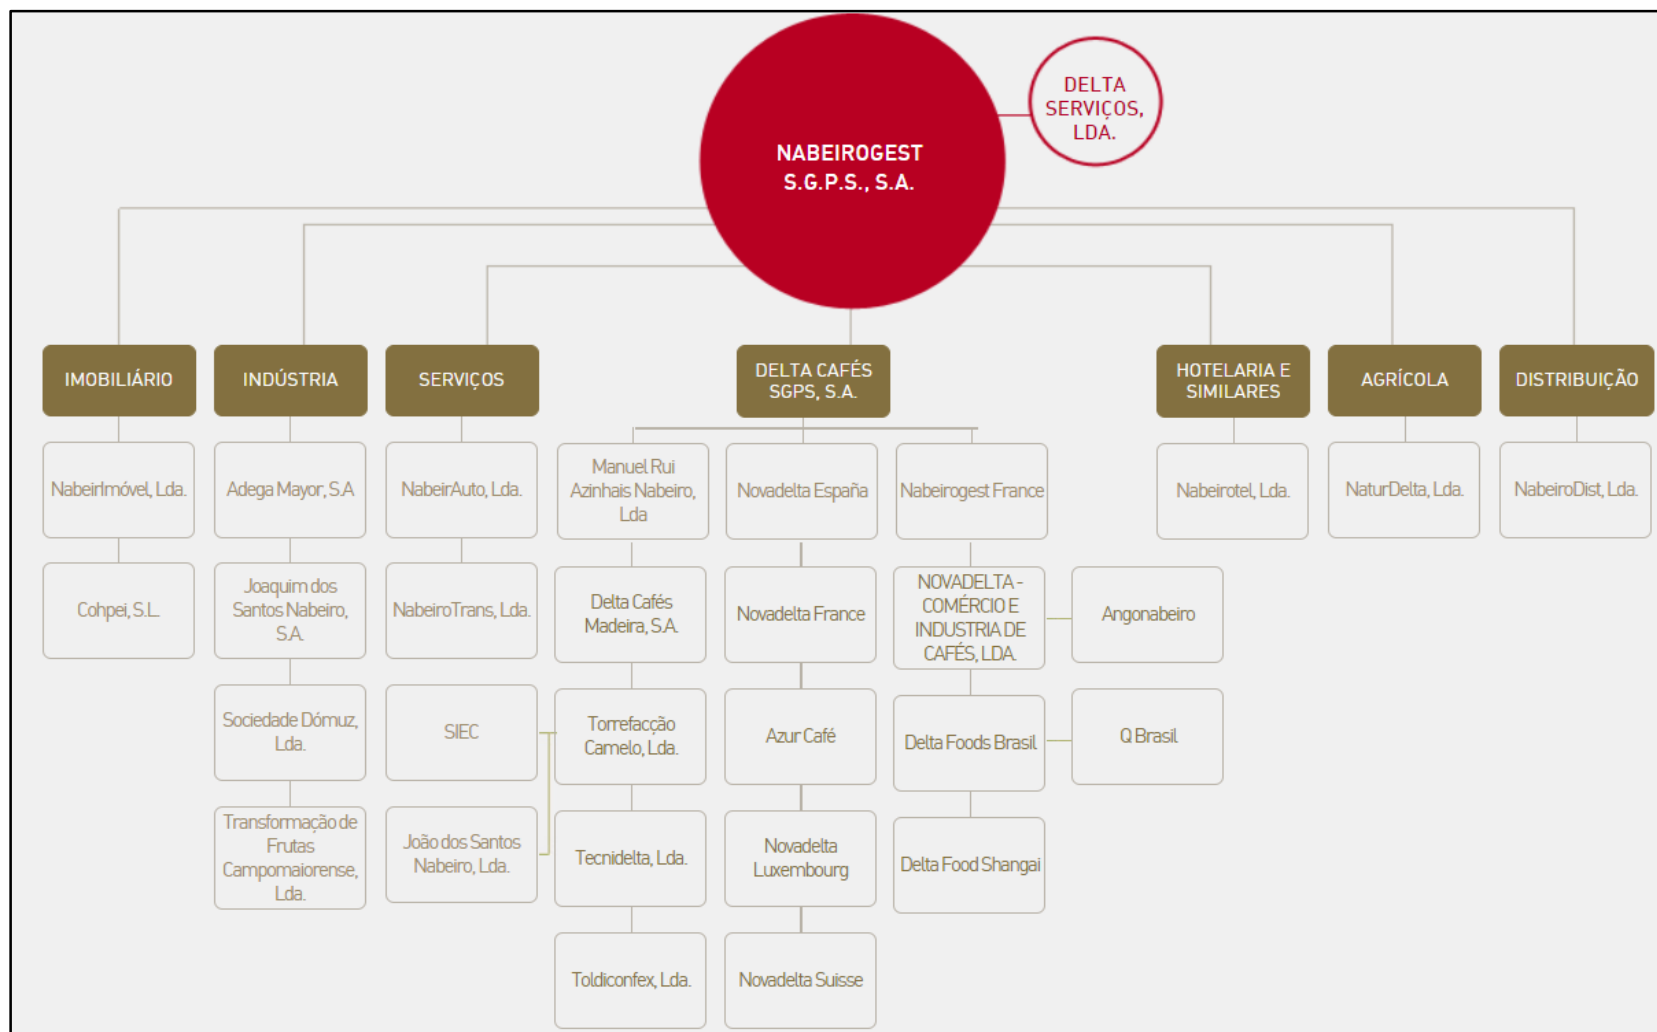 DELTA
SERVIÇOS,
LDA.
NABEIROGEST
S.G.P.S., S.A.
IMOBILIÁRIO
INDÚSTRIA
SERVIÇOS
DELTA CAFÉS
SGPS, S.A.
HOTELARIA E
SIMILARES
AGRÍCOLA
DISTRIBUIÇÃO
NabeirImóvel, Lda.
Cohpei, S.L.
Adega Mayor, S.A
Joaquim dos
Santos Nabeiro,
S.A.
Sociedade Dómuz,
Lda.
Transformação de
Frutas
Campomaiorense,
Lda.
NabeirAuto, Lda.
NabeiroTrans, Lda.
SIEC
João dos Santos
Nabeiro, Lda.
Manuel Rui
Azinhais Nabeiro,
Lda
Delta Cafés
Madeira, S.A.
Torrefacção
Camelo, Lda.
Tecnidelta, Lda.
Toldiconfex, Lda.
Novadelta España
Novadelta France
Azur Café
Novadelta
Luxembourg
Novadelta Suisse
Nabeirogest France
NOVADELTA -
COMÉRCIO E
INDUSTRIA DE
CAFÉS, LDA.
Delta Foods Brasil
Delta Food Shangai
Angonabeiro
Q Brasil
Nabeirotel, Lda.
NaturDelta, Lda.
NabeiroDist, Lda.